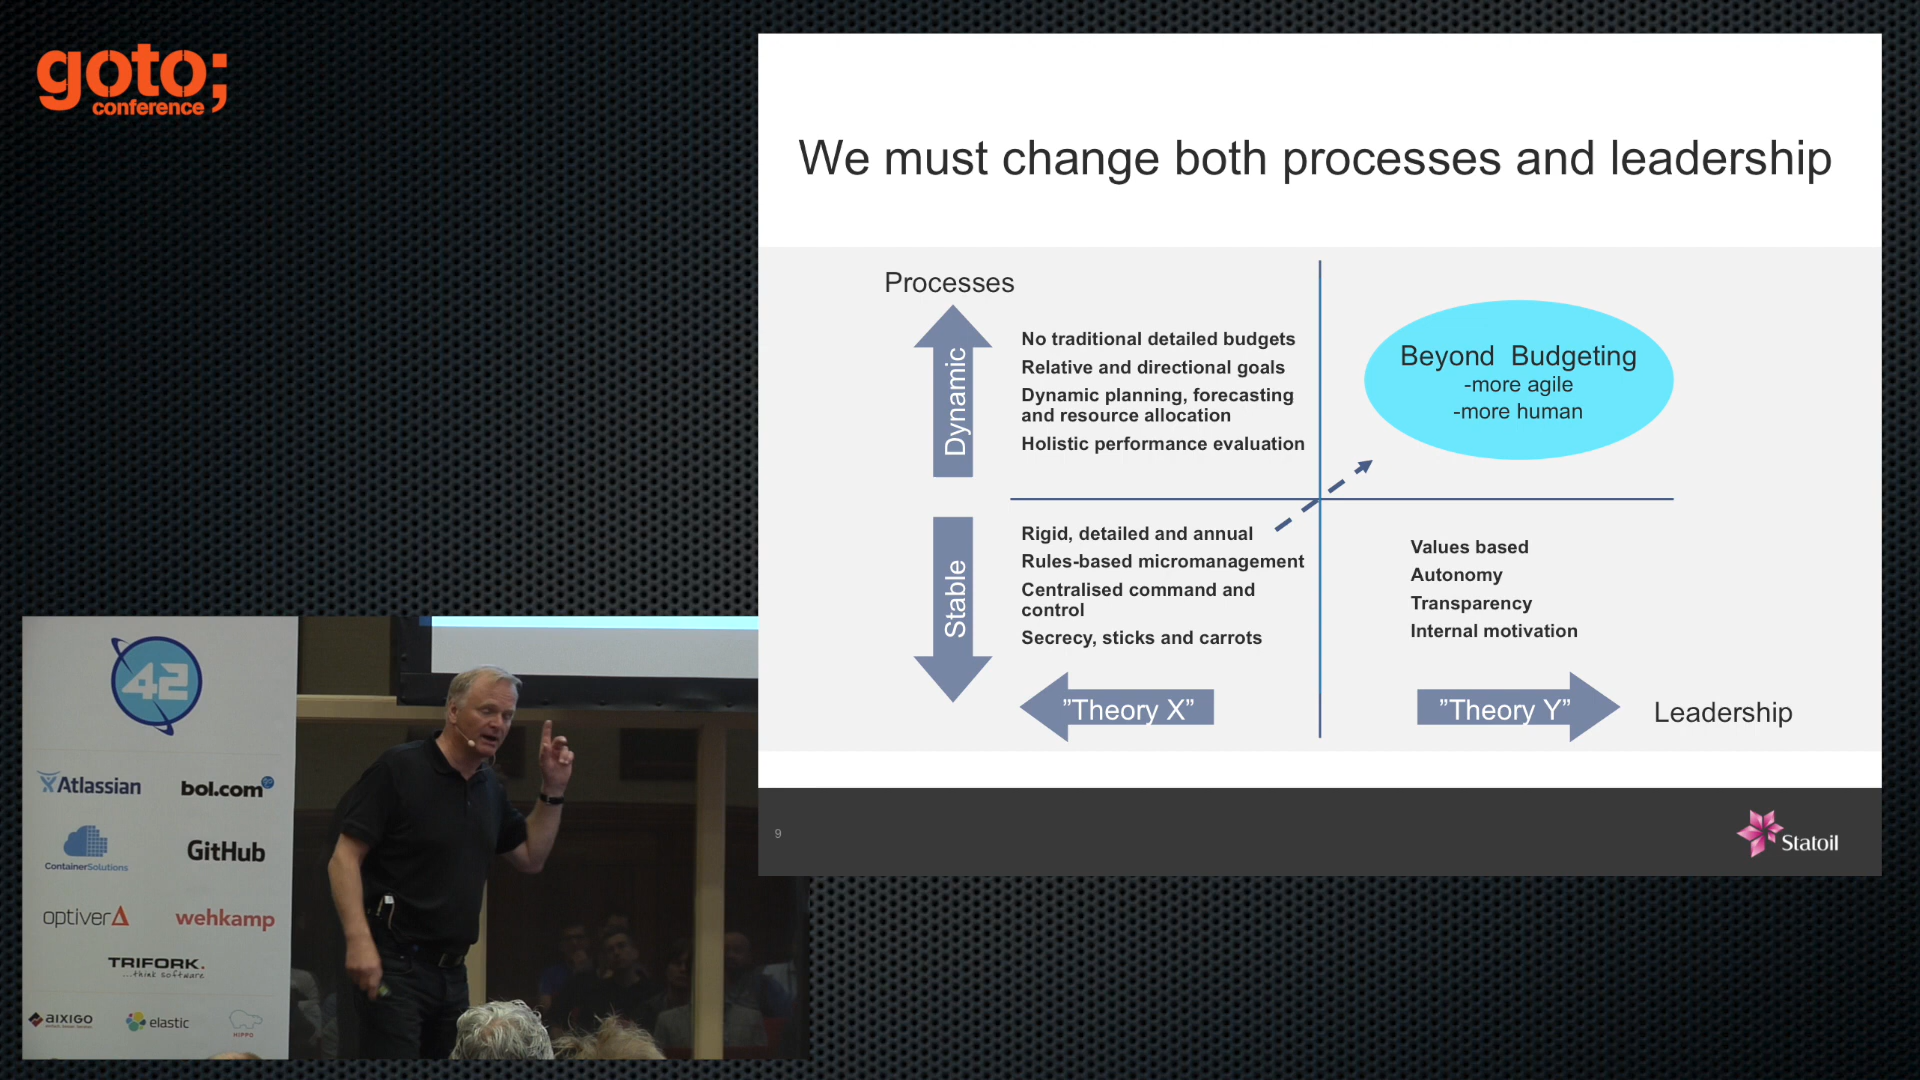 goto;
conference
We must change both processes and leadership
Processes
Dynamic
No traditional detailed budgets
Relative and directional goals
Dynamic planning, forecasting
and resource allocation
Holistic performance evaluation
Beyond Budgeting
-more agile
-more human
Stable
Rigid, detailed and annual
Rules-based micromanagement
Centralised command and
control
Secrecy, sticks and carrots
Values based
Autonomy
Transparency
Internal motivation
”Theory X”
”Theory Y”
Leadership
9
Statoil
42
Atlassian
bol.com
ContainerSolutions
GitHub
optiver
wehkamp
TRIFORK.
...think software
aixigo
elastic
HIPPO